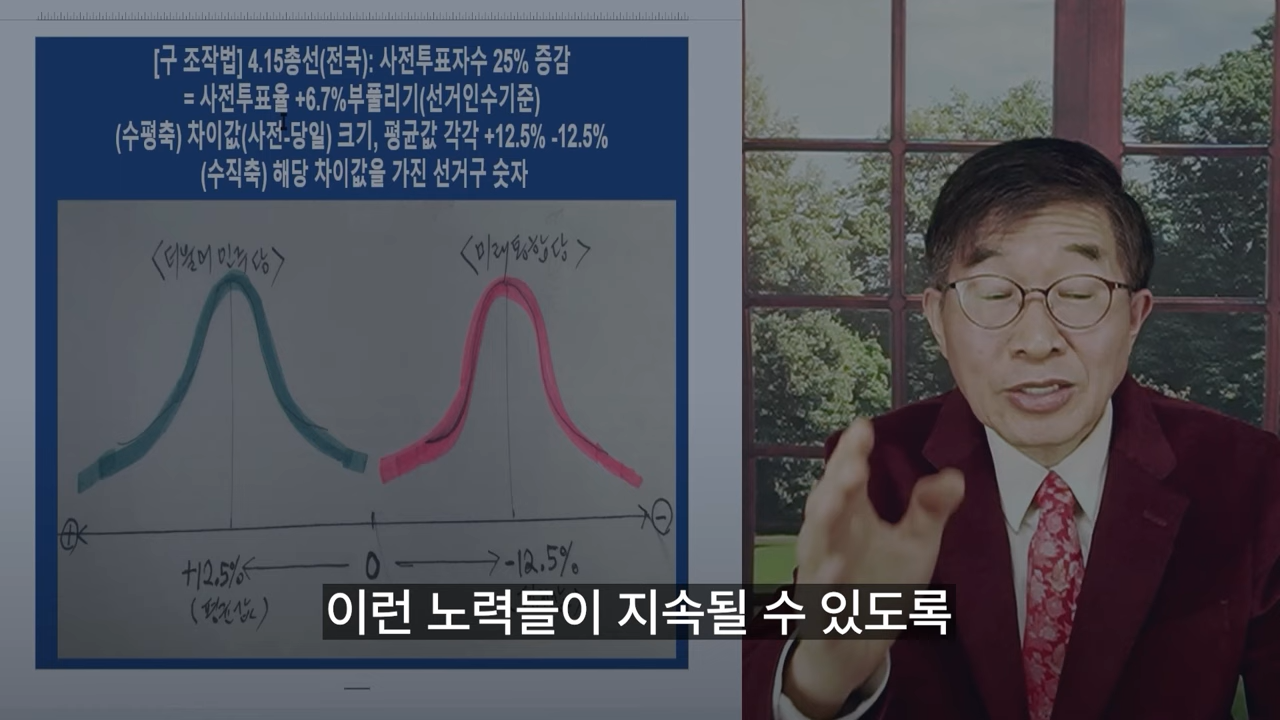 [구 조작법] 4.15총선(전국): 사전투표자수 25% 증감
= 사전투표율 +6.7%부풀리기(선거인수기준)
(수평축) 차이값(사전-당일) 크기, 평균값 각각 +12.5% -12.5%
(수직축) 해당 차이값을 가진 선거구 숫자
<더불어 민주당> <미래통합당>
+ -
+12.5% 0 -12.5%
(평균값)
이런 노력들이 지속될 수 있도록